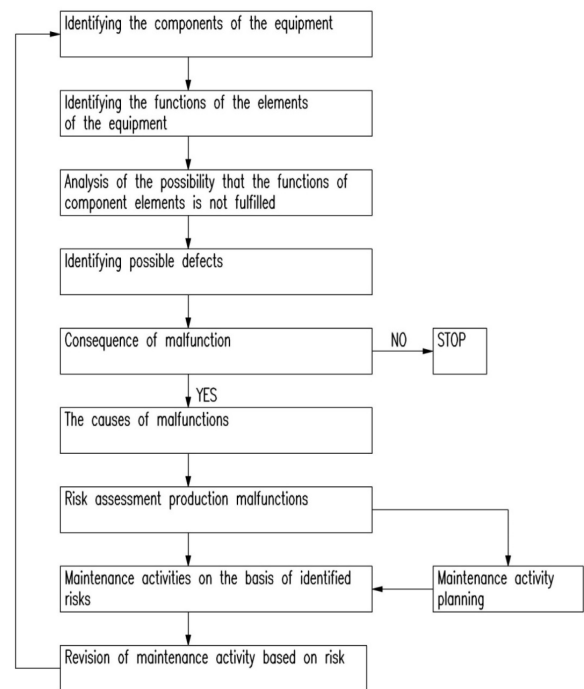 Identifying the components of the equipment
Identifying the functions of the elements
of the equipment
Analysis of the possibility that the functions of
component elements is not fulfilled
Identifying possible defects
Consequence of malfunction
NO
STOP
YES
The causes of malfunctions
Risk assessment production malfunctions
Maintenance activities on the basis of identified
risks
Maintenance activity
planning
Revision of maintenance activity based on risk